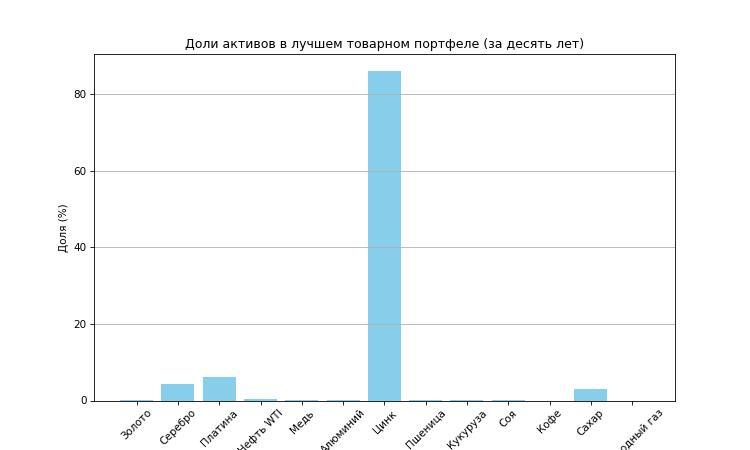 Доли активов в лучшем товарном портфеле (за десять лет)
Доля (%)
80
60
40
20
0
Золото
Серебро
Платина
Нефть WTI
Медь
Алюминий
Цинк
Пшеница
Кукуруза
Соя
Кофе
Сахар
газ